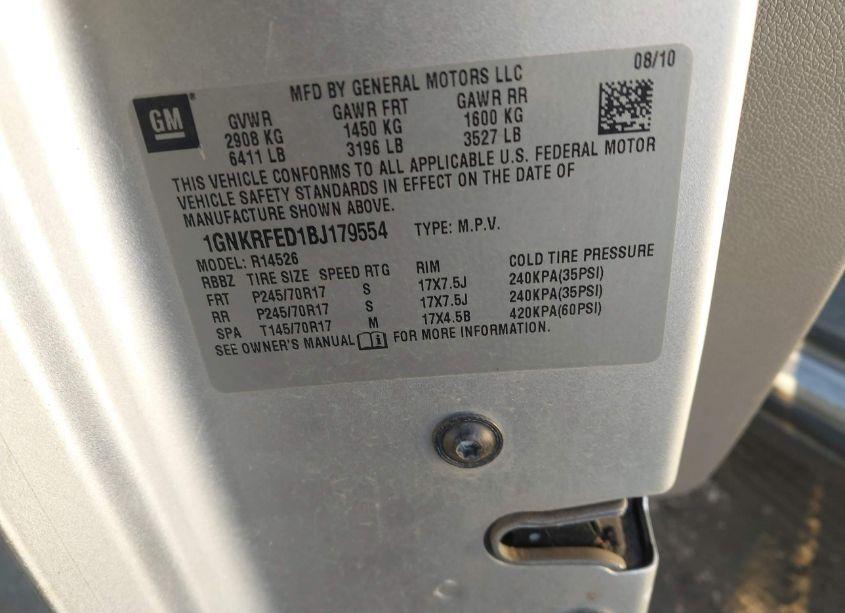 08/10
MFD BY GENERAL MOTORS LLC
GM
GVWR GAWR FRT GAWR RR
2908 KG 1450 KG 1600 KG
6411 LB 3196 LB 3527 LB
THIS VEHICLE CONFORMS TO ALL APPLICABLE U.S. FEDERAL MOTOR
VEHICLE SAFETY STANDARDS IN EFFECT ON THE DATE OF
MANUFACTURE SHOWN ABOVE.
1GNKRFED1BJ179554 TYPE: M.P.V.
MODEL: R14526
RBBZ TIRE SIZE SPEED RTG RIM COLD TIRE PRESSURE
FRT P245/70R17 S 17X7.5J 240KPA(35PSI)
RR P245/70R17 S 17X7.5J 240KPA(35PSI)
SPA T145/70R17 M 17X4.5B 420KPA(60PSI)
SEE OWNER'S MANUAL FOR MORE INFORMATION.